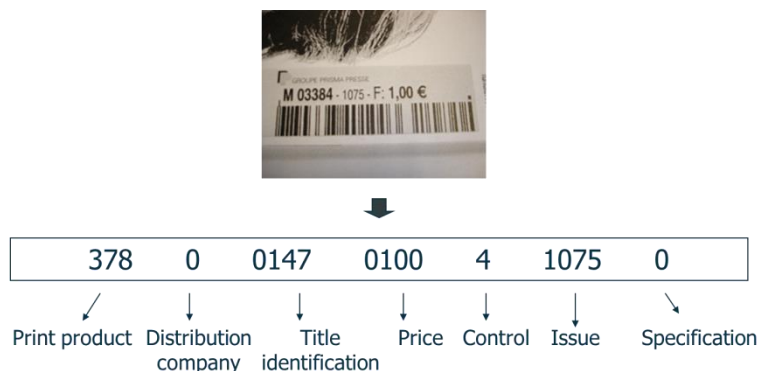 GROUPE PRISMA PRESSE
M 03384 - 1075 - F: 1,00 €
378 0 0147 0100 4 1075 0
Print product Distribution company Title identification Price Control Issue Specification